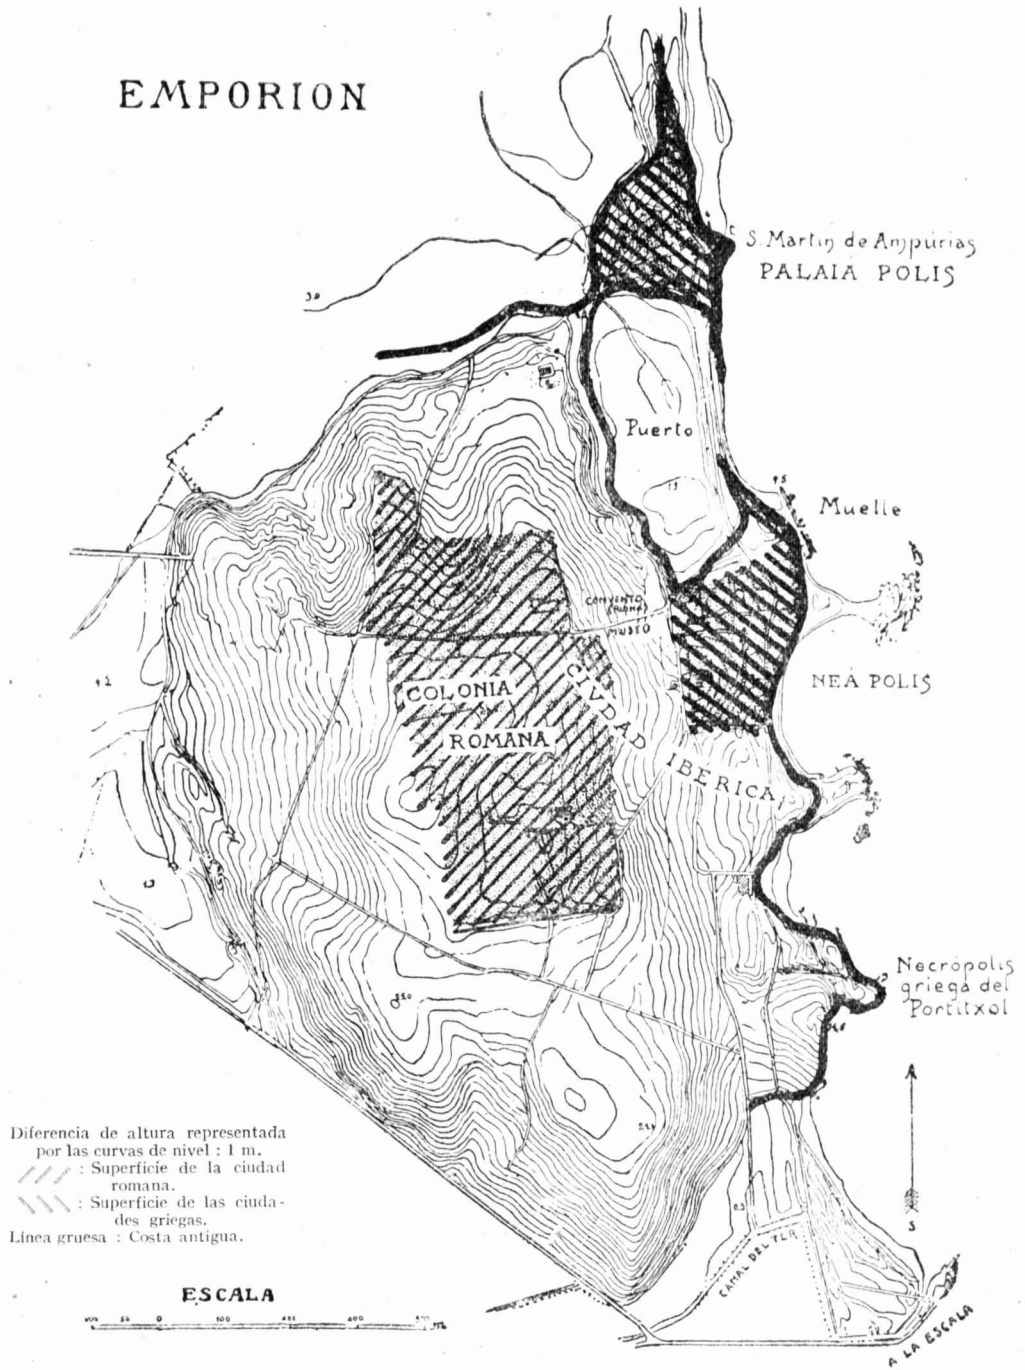 EMPORION
S. Martin de Ampurias
PALAIA POLIS
Puerto
Muelle
CONVENTO
MUSEO
NEA POLIS
COLONIA
ROMANA
CIUDAD IBERICA
Necrópolis
griega del
Portitxol
Diferencia de altura representada
por las curvas de nivel : 1 m.
: Superficie de la ciudad
romana.
: Superficie de las ciuda-
des griegas.
Línea gruesa : Costa antigua.
S
ESCALA
CANAL DEL TER
A LA ESCALA